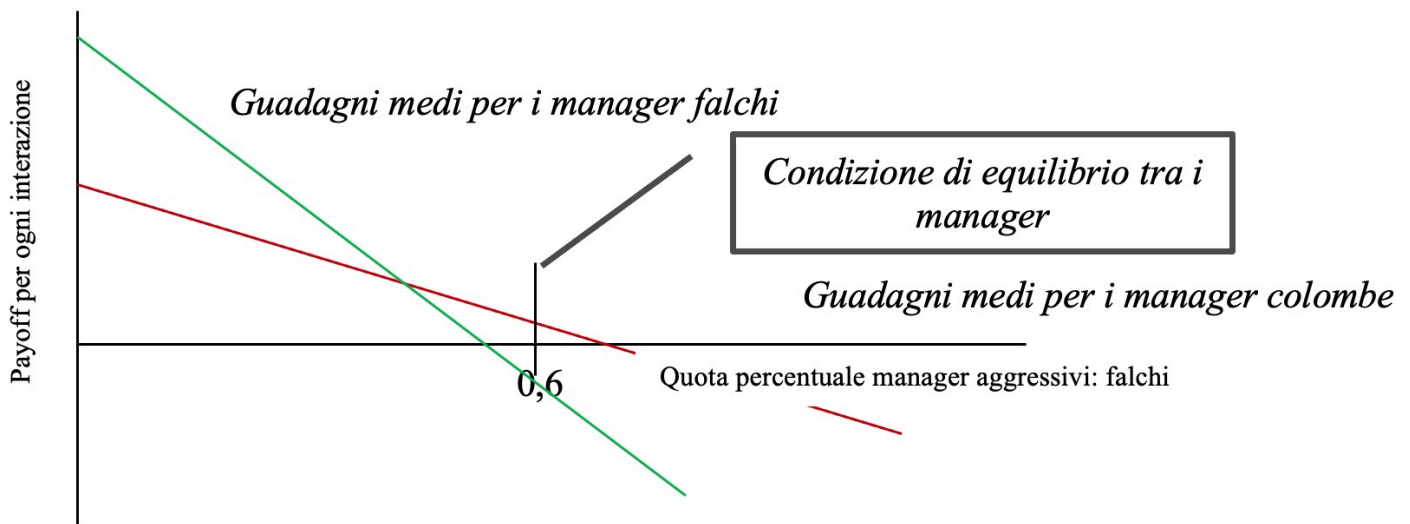 Payoff per ogni interazione
Guadagni medi per i manager falchi
Condizione di equilibrio tra i
manager
Guadagni medi per i manager colombe
0,6
Quota percentuale manager aggressivi: falchi